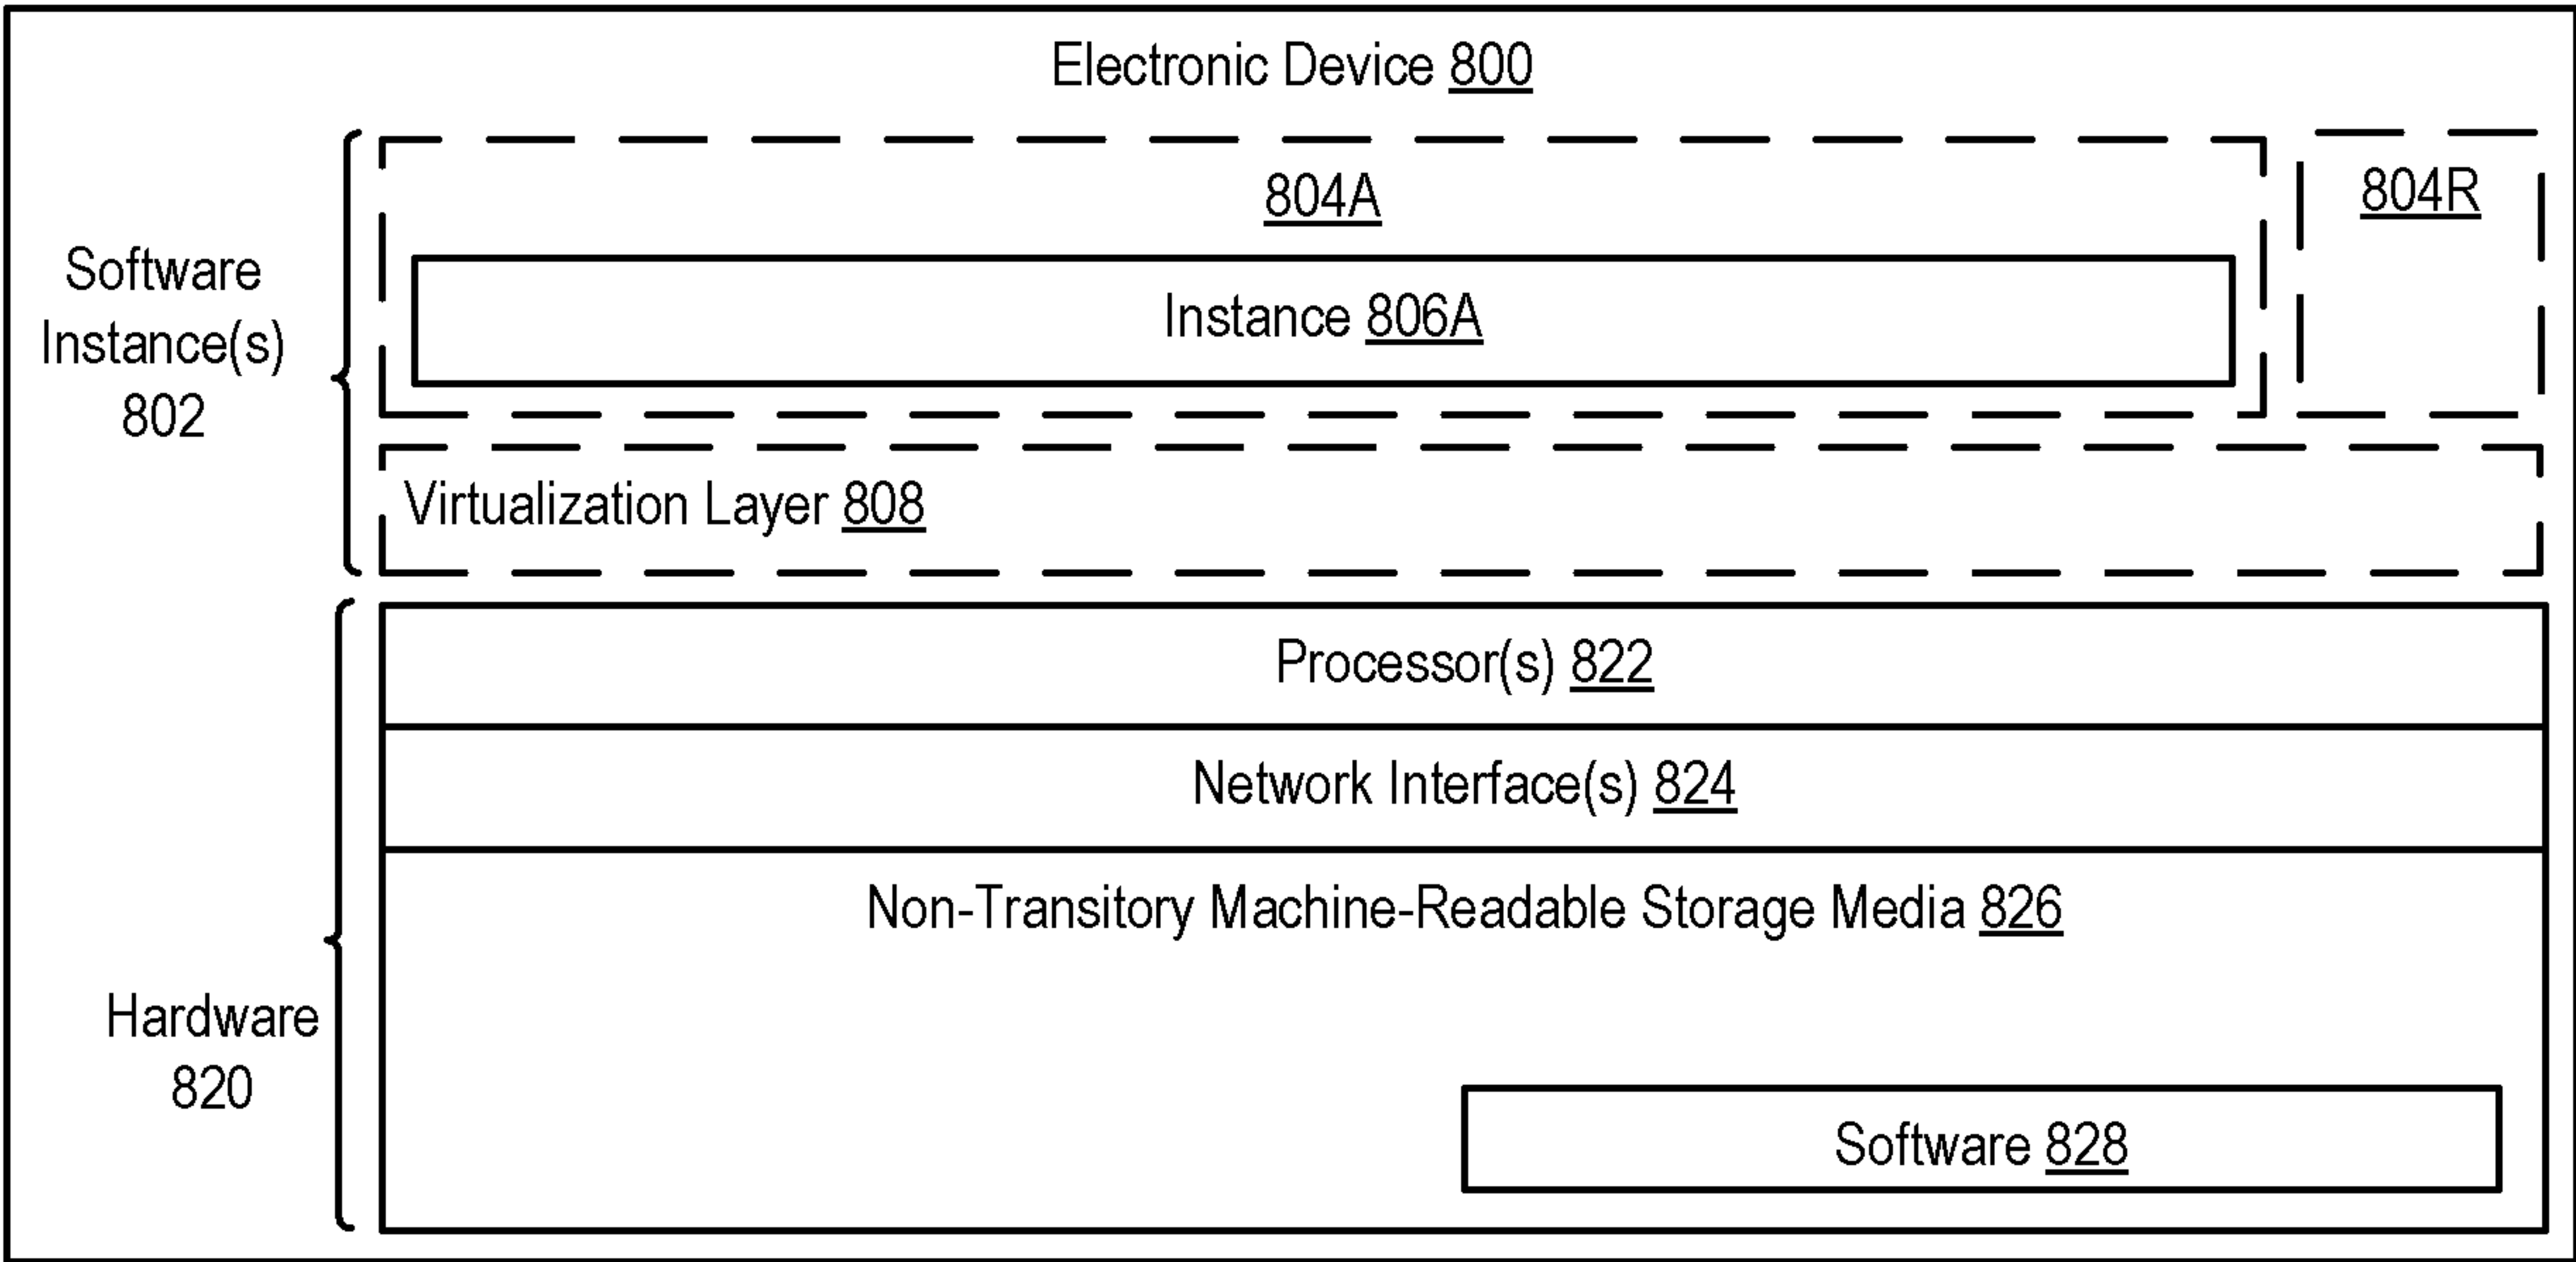 Electronic Device 800
804A
804R
Software
Instance(s)
802
Instance 806A
Virtualization Layer 808
Processor(s) 822
Network Interface(s) 824
Non-Transitory Machine-Readable Storage Media 826
Hardware
820
Software 828